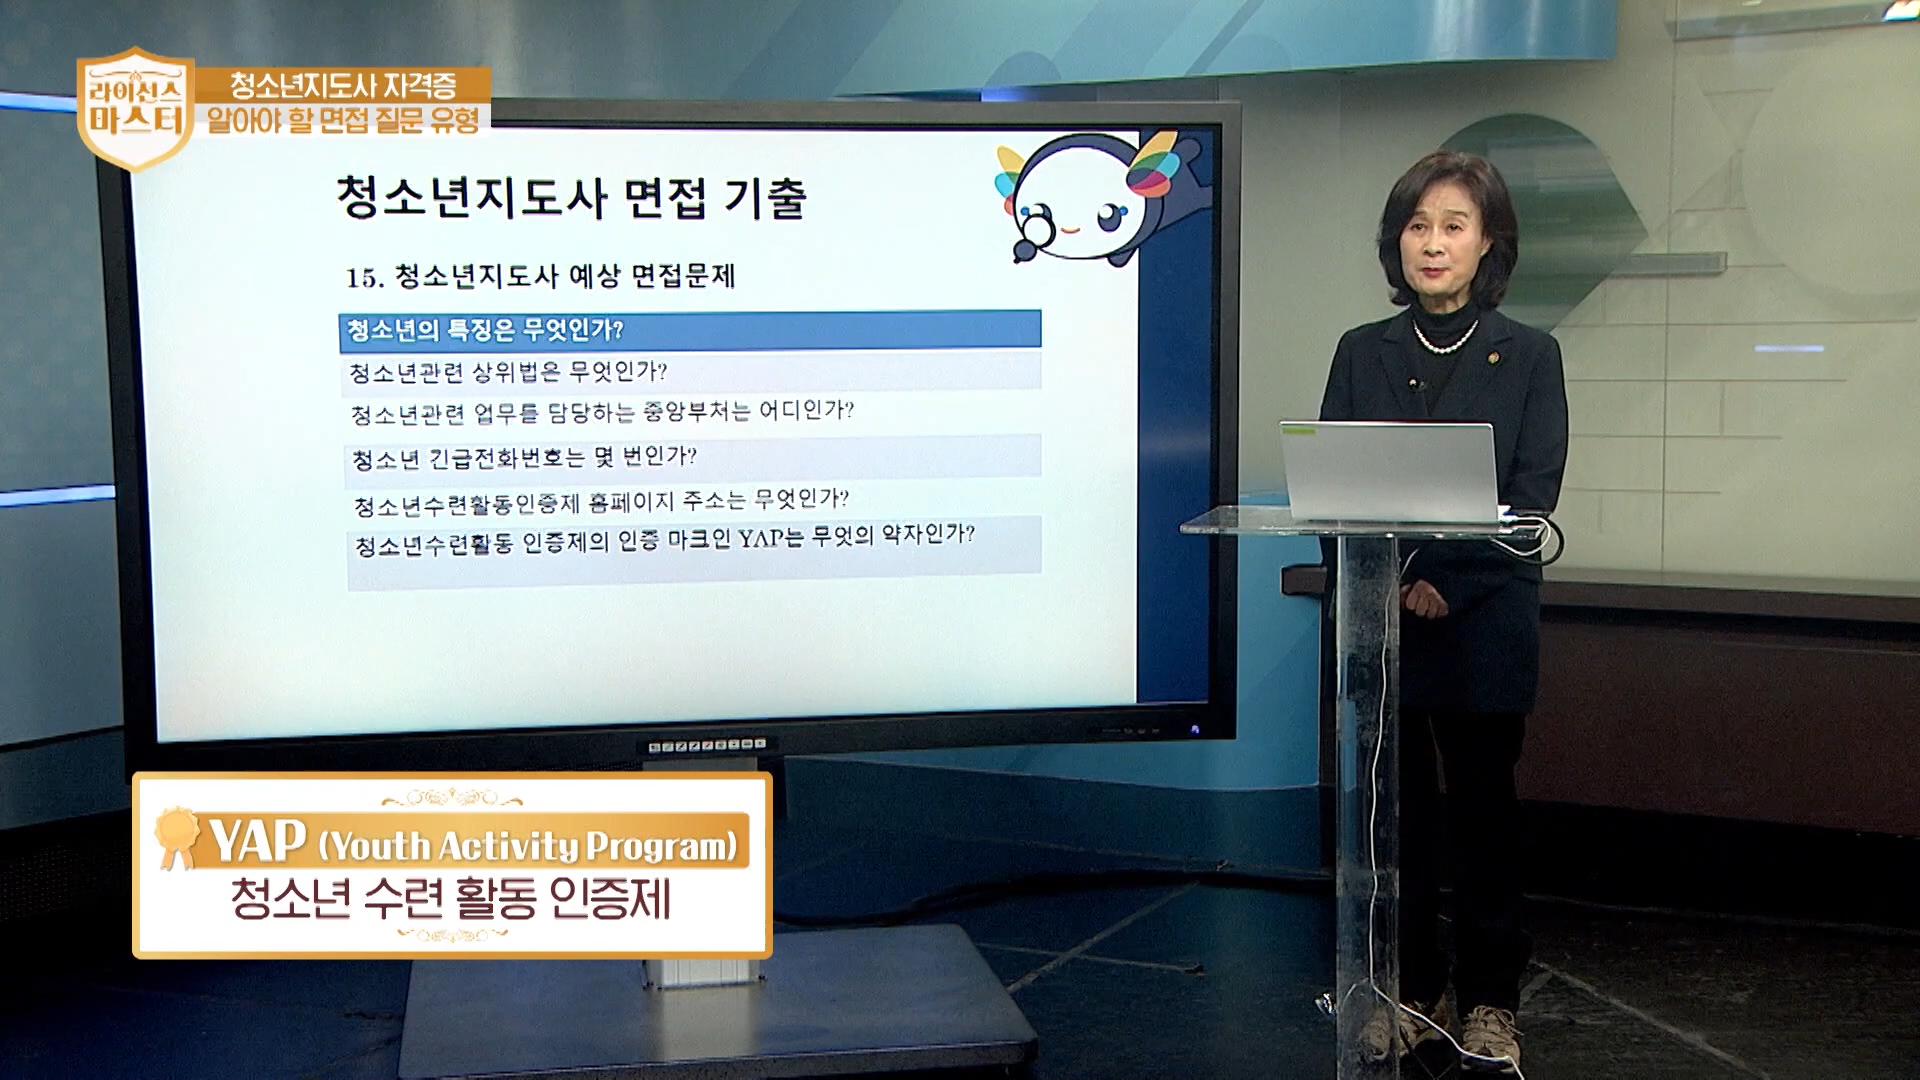 라이선스
마스터
청소년지도사 자격증
알아야 할 면접 질문 유형
청소년지도사 면접 기출
15. 청소년지도사 예상 면접문제
청소년의 특징은 무엇인가?
청소년관련 상위법은 무엇인가?
청소년관련 업무를 담당하는 중앙부처는 어디인가?
청소년 긴급전화번호는 몇 번인가?
청소년수련활동인증제 홈페이지 주소는 무엇인가?
청소년수련활동 인증제의 인증 마크인 YAP는 무엇의 약자인가?
YAP (Youth Activity Program)
청소년 수련 활동 인증제